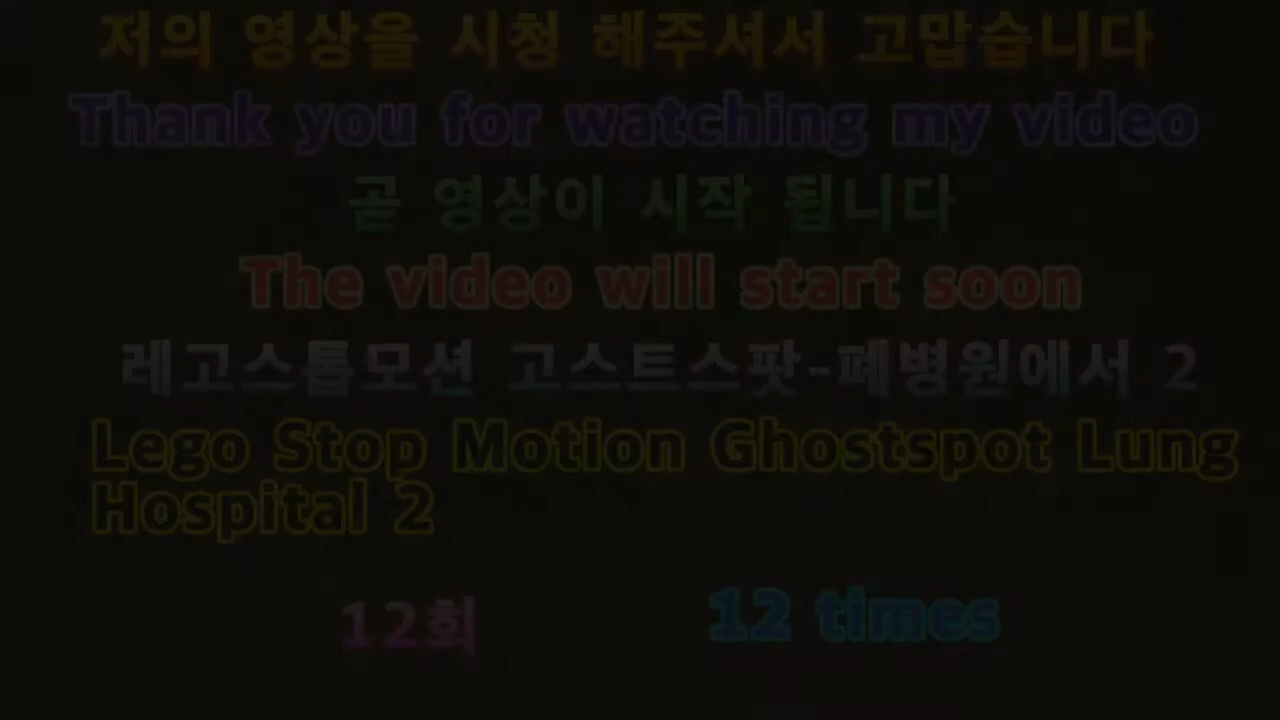 저의 영상을 시청 해주셔서 고맙습니다
Thank you for watching my video
곧 영상이 시작 됩니다
The video will start soon
레고스톱모션 고스트스팟-폐병원에서 2
Lego Stop Motion Ghostspot Lung
Hospital 2
12회 12 times